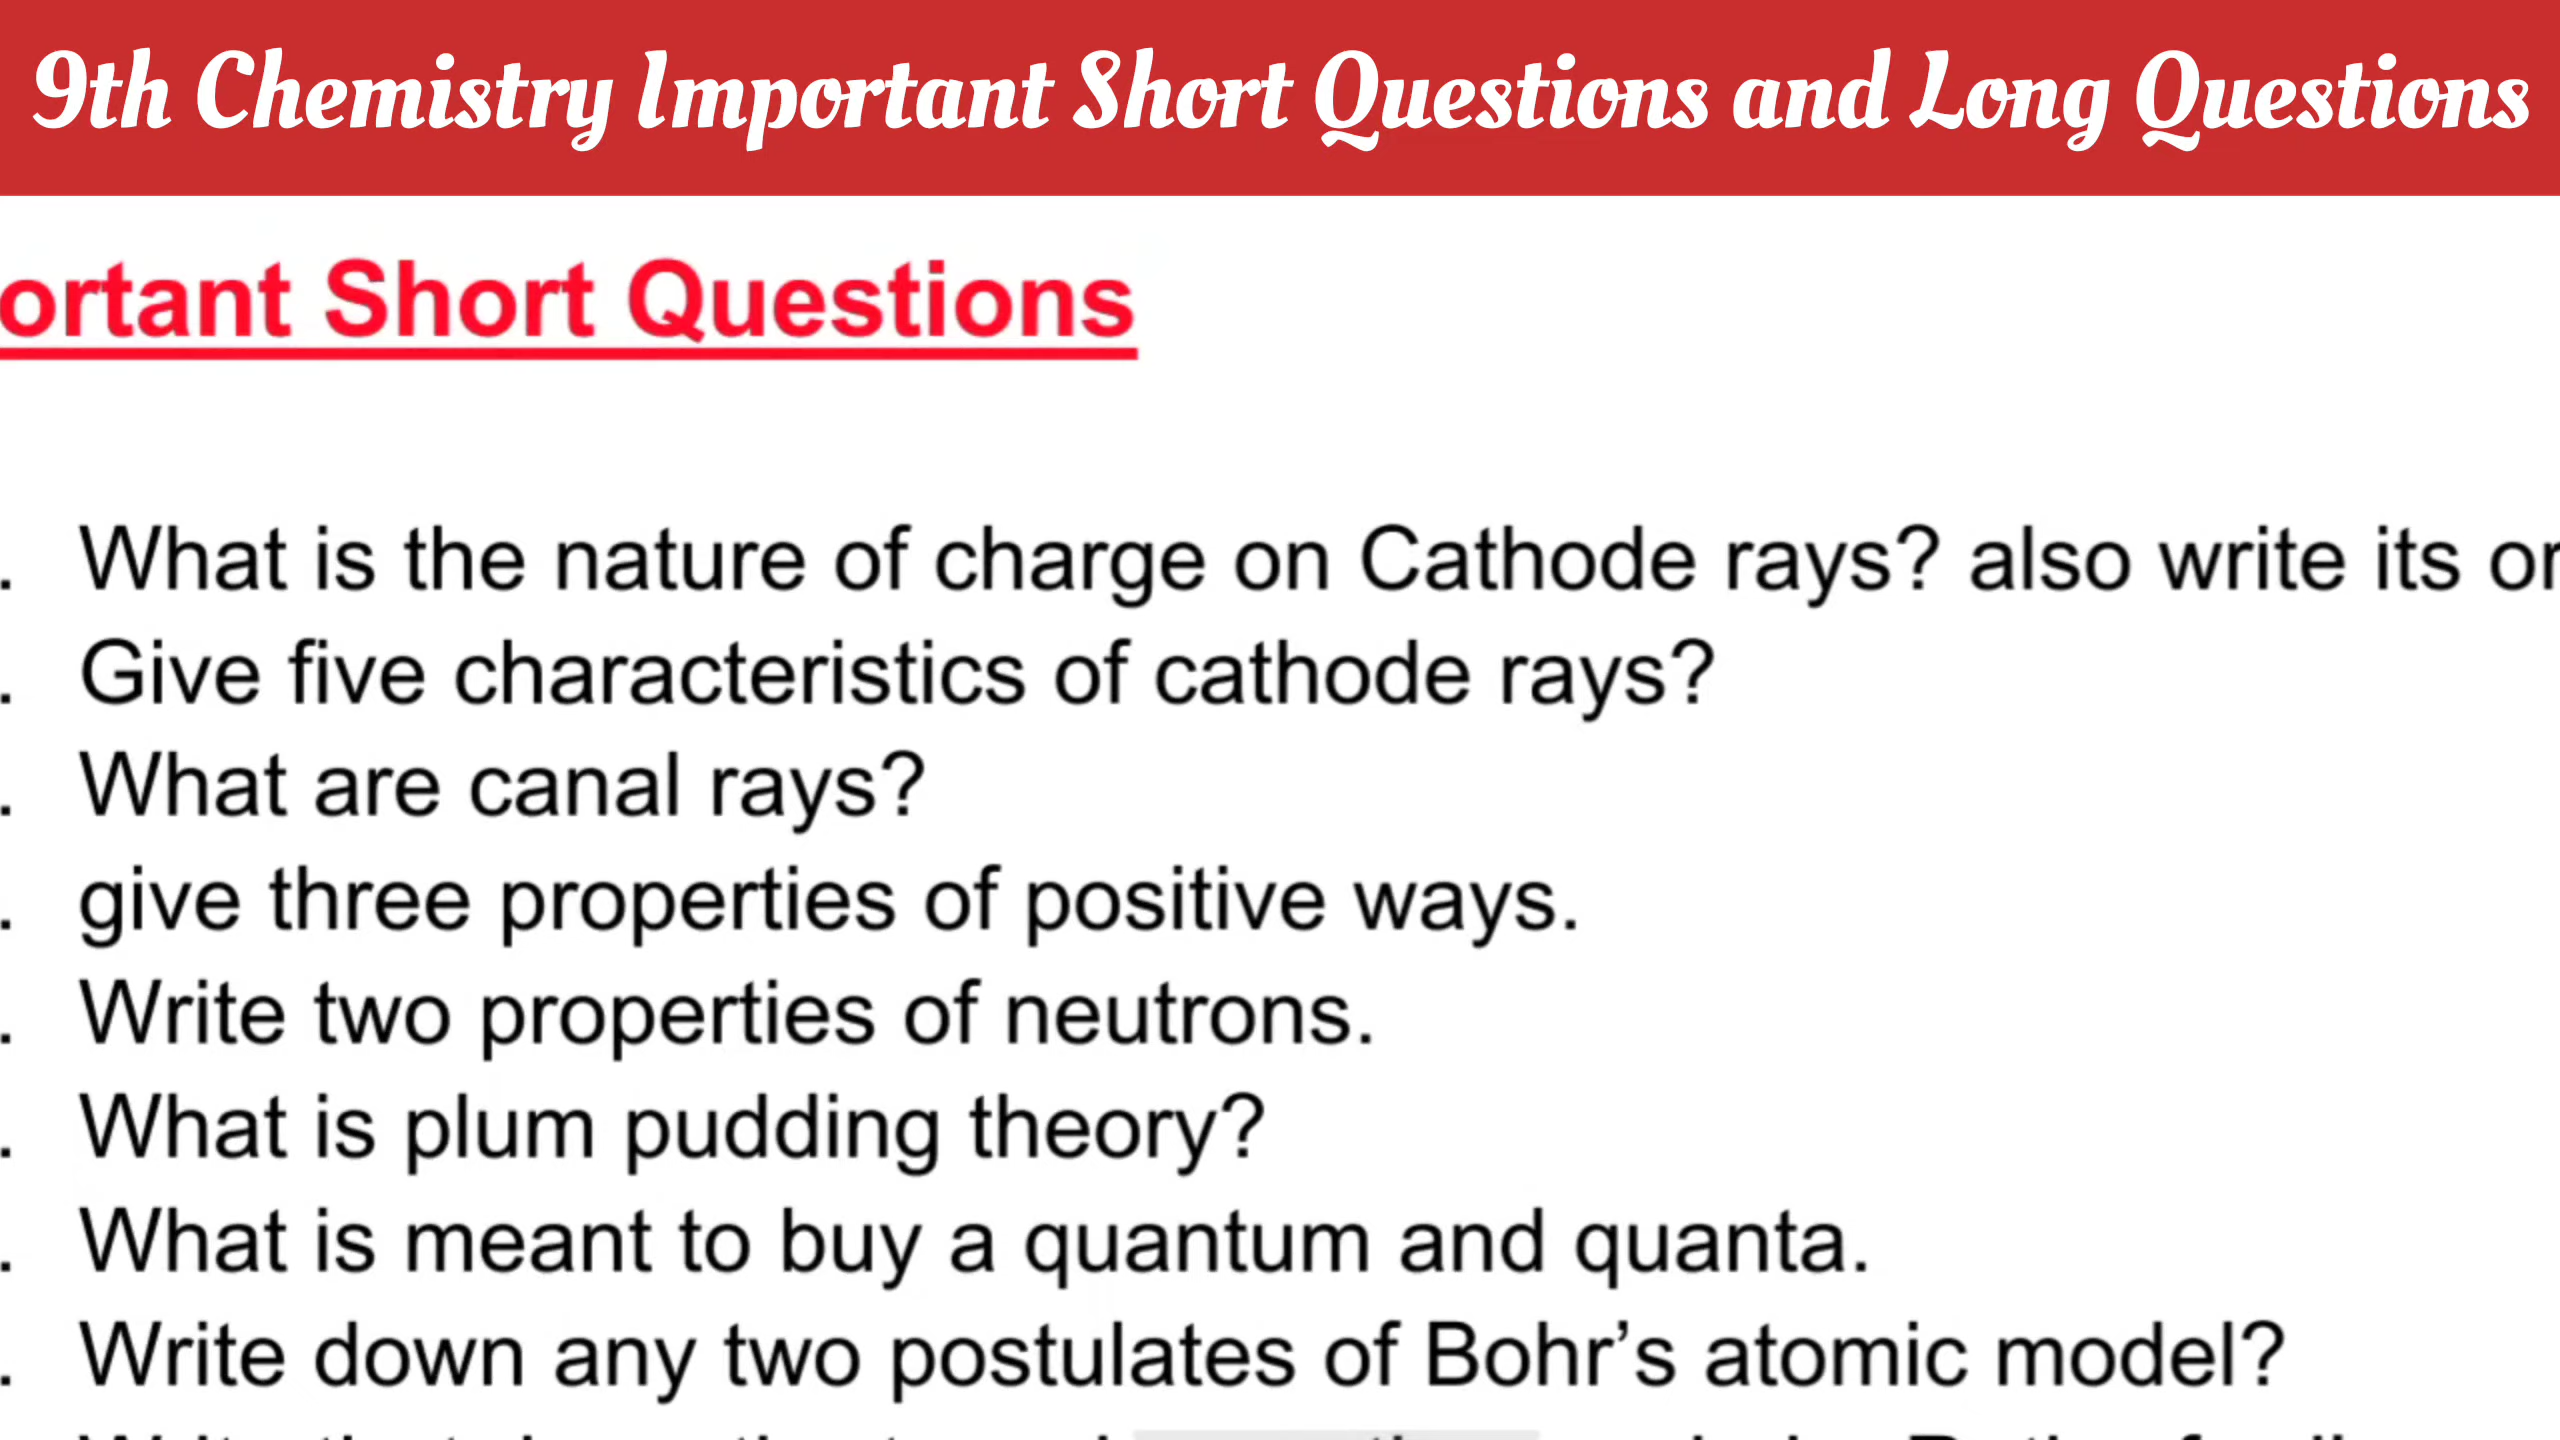 9th Chemistry Important Short Questions and Long Questions
ortant Short Questions
. What is the nature of charge on Cathode rays? also write its or
. Give five characteristics of cathode rays?
. What are canal rays?
. give three properties of positive ways.
. Write two properties of neutrons.
. What is plum pudding theory?
. What is meant to buy a quantum and quanta.
. Write down any two postulates of Bohr’s atomic model?